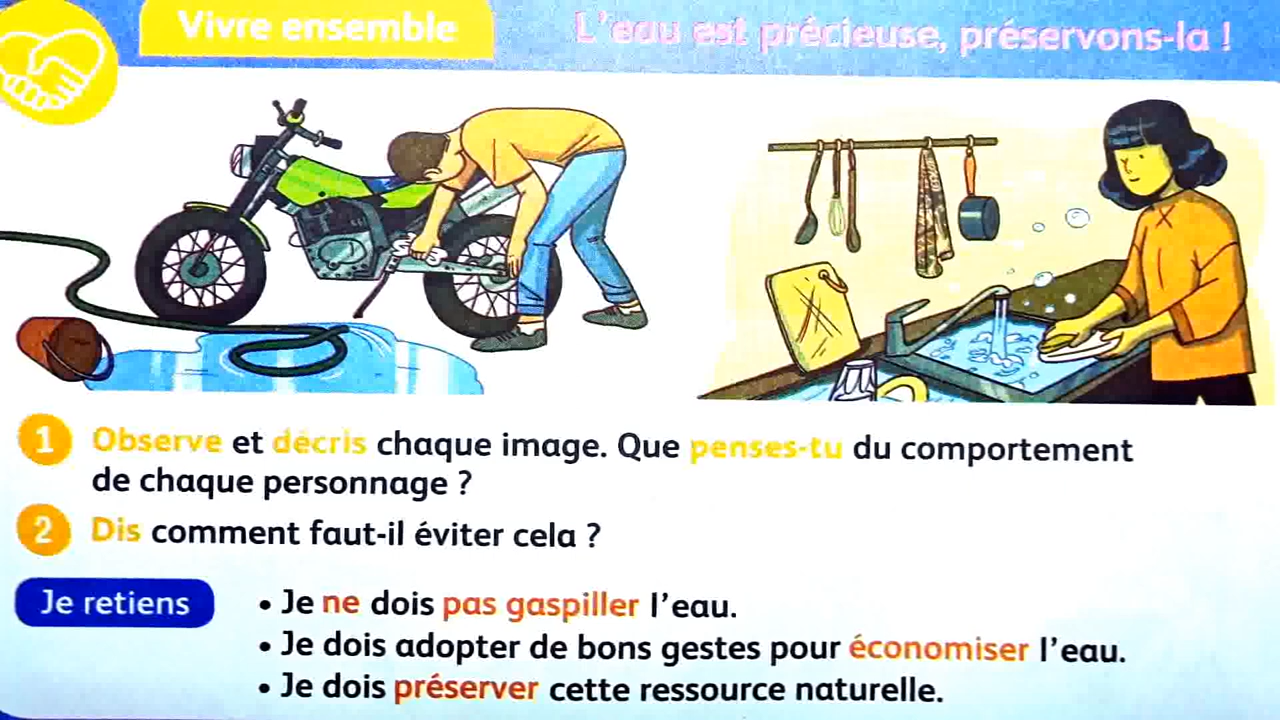 Vivre ensemble
L'eau est précieuse, préservons-la !
1 Observe et décris chaque image. Que penses-tu du comportement
de chaque personnage ?
2 Dis comment faut-il éviter cela ?
Je retiens
• Je ne dois pas gaspiller l'eau.
• Je dois adopter de bons gestes pour économiser l'eau.
• Je dois préserver cette ressource naturelle.